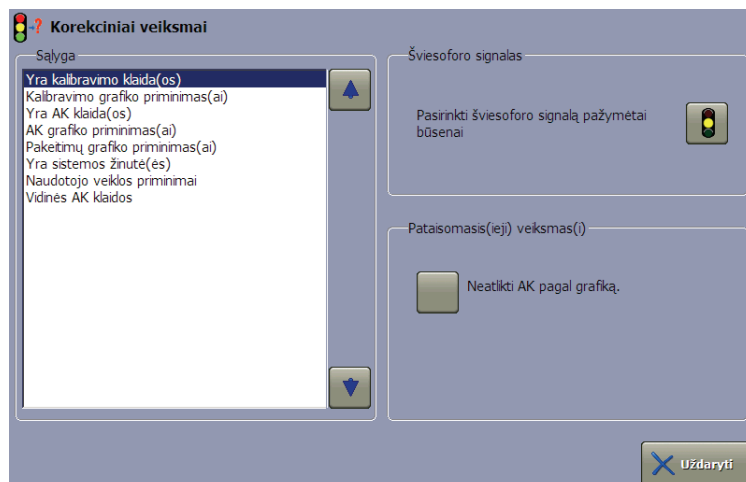 Korekciniai veiksmai
Sąlyga
Yra kalibravimo klaida(os)
Kalibravimo grafiko priminimas(ai)
Yra AK klaida(os)
AK grafiko priminimas(ai)
Pakeitimų grafiko priminimas(ai)
Yra sistemos žinutė(ės)
Naudotojo veiklos priminimai
Vidinės AK klaidos
Šviesoforo signalas
Pasirinkti šviesoforo signalą pažymėtai
būsenai
Pataisomasis(ieji) veiksmas(i)
Neatlikti AK pagal grafiką.
Uždaryti